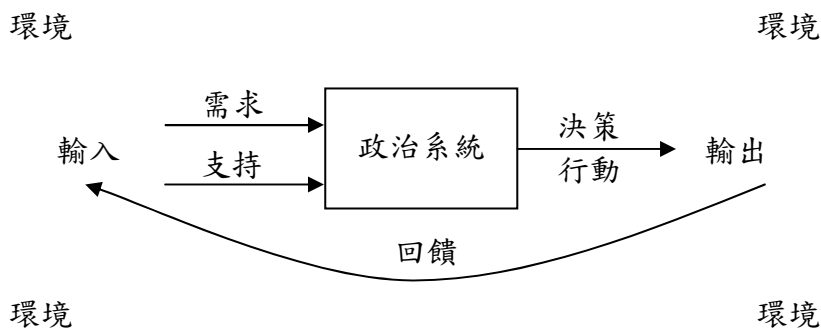 環境 環境
需求
決策
輸入 政治系統 輸出
支持
行動
回饋
環境 環境